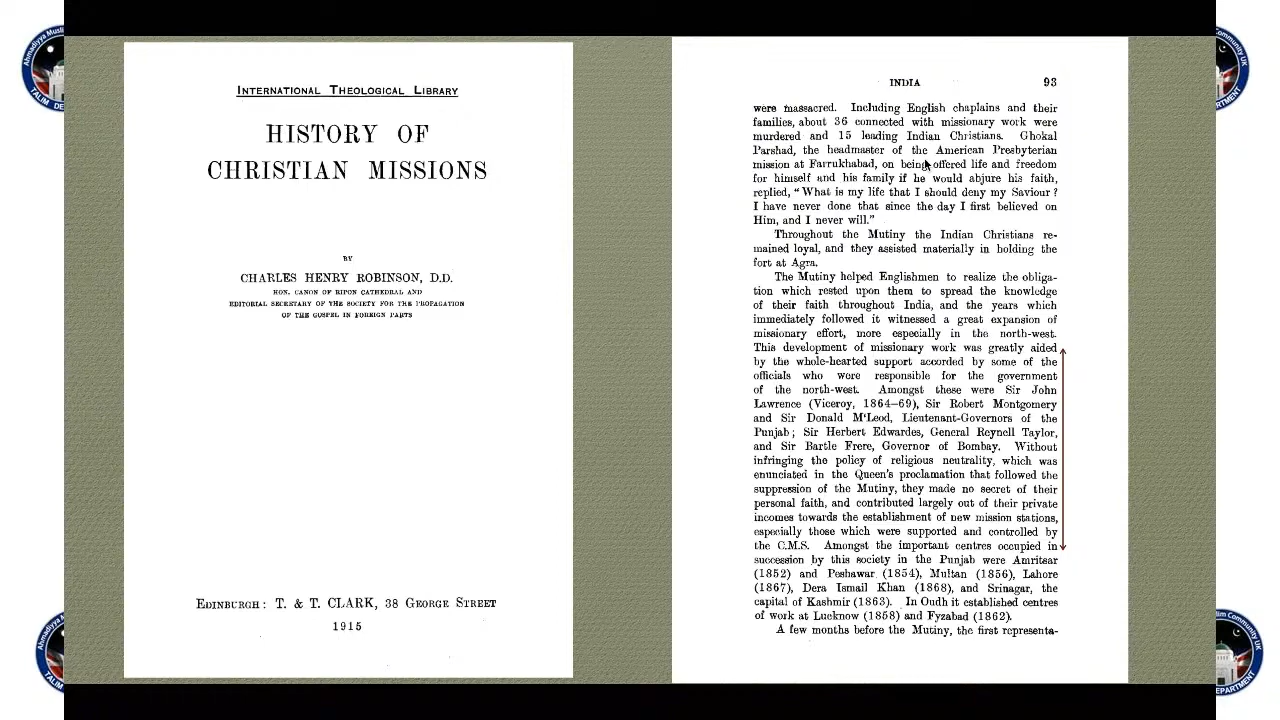 INTERNATIONAL THEOLOGICAL LIBRARY
HISTORY OF
CHRISTIAN MISSIONS
BY
CHARLES HENRY ROBINSON, D.D.
HON. CANON OF RIPON CATHEDRAL AND
EDITORIAL SECRETARY OF THE SOCIETY FOR THE PROPAGATION
OF THE GOSPEL IN FOREIGN PARTS
EDINBURGH: T. & T. CLARK, 38 GEORGE STREET
1915
INDIA 93
were massacred. Including English chaplains and their
families, about 36 connected with missionary work were
murdered and 15 leading Indian Christians. Ghokal
Parshad, the headmaster of the American Presbyterian
mission at Farrukhabad, on being offered life and freedom
for himself and his family if he would abjure his faith,
replied, "What is my life that I should deny my Saviour?
I have never done that since the day I first believed on
Him, and I never will."
Throughout the Mutiny the Indian Christians re-
mained loyal, and they assisted materially in holding the
fort at Agra.
The Mutiny helped Englishmen to realize the obliga-
tion which rested upon them to spread the knowledge
of their faith throughout India, and the years which
immediately followed it witnessed a great expansion of
missionary effort, more especially in the north-west.
This development of missionary work was greatly aided
by the whole-hearted support accorded by some of the
officials who were responsible for the government
of the north-west. Amongst these were Sir John
Lawrence (Viceroy, 1864–69), Sir Robert Montgomery
and Sir Donald M'Leod, Lieutenant-Governors of the
Punjab; Sir Herbert Edwardes, General Reynell Taylor,
and Sir Bartle Frere, Governor of Bombay. Without
infringing the policy of religious neutrality, which was
enunciated in the Queen's proclamation that followed the
suppression of the Mutiny, they made no secret of their
personal faith, and contributed largely out of their private
incomes towards the establishment of new mission stations,
especially those which were supported and controlled by
the C.M.S. Amongst the important centres occupied in
succession by this society in the Punjab were Amritsar
(1852) and Peshawar (1854), Multan (1856), Lahore
(1867), Dera Ismail Khan (1868), and Srinagar, the
capital of Kashmir (1863). In Oudh it established centres
of work at Lucknow (1858) and Fyzabad (1862).
A few months before the Mutiny, the first representa-